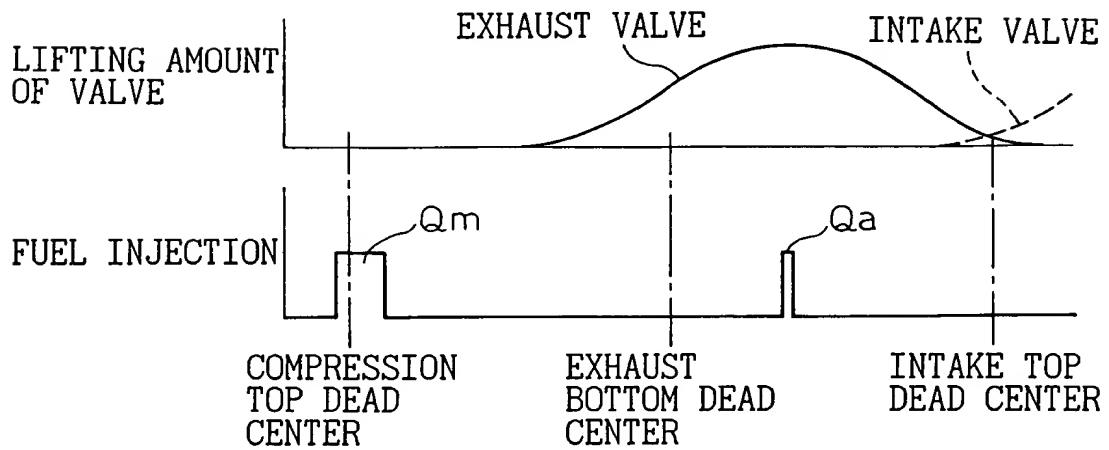 EXHAUST VALVE
INTAKE VALVE
LIFTING AMOUNT
OF VALVE
Qm
Qa
FUEL INJECTION
COMPRESSION
TOP DEAD
CENTER
EXHAUST
BOTTOM DEAD
CENTER
INTAKE TOP
DEAD CENTER